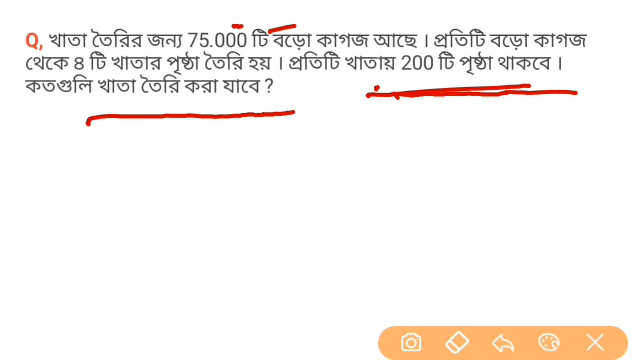 Q, খাতা তৈরির জন্য 75.000 টি বড়ো কাগজ আছে । প্রতিটি বড়ো কাগজ
থেকে ৪ টি খাতার পৃষ্ঠা তৈরি হয় । প্রতিটি খাতায় 200 টি পৃষ্ঠা থাকবে ।
কতগুলি খাতা তৈরি করা যাবে ?